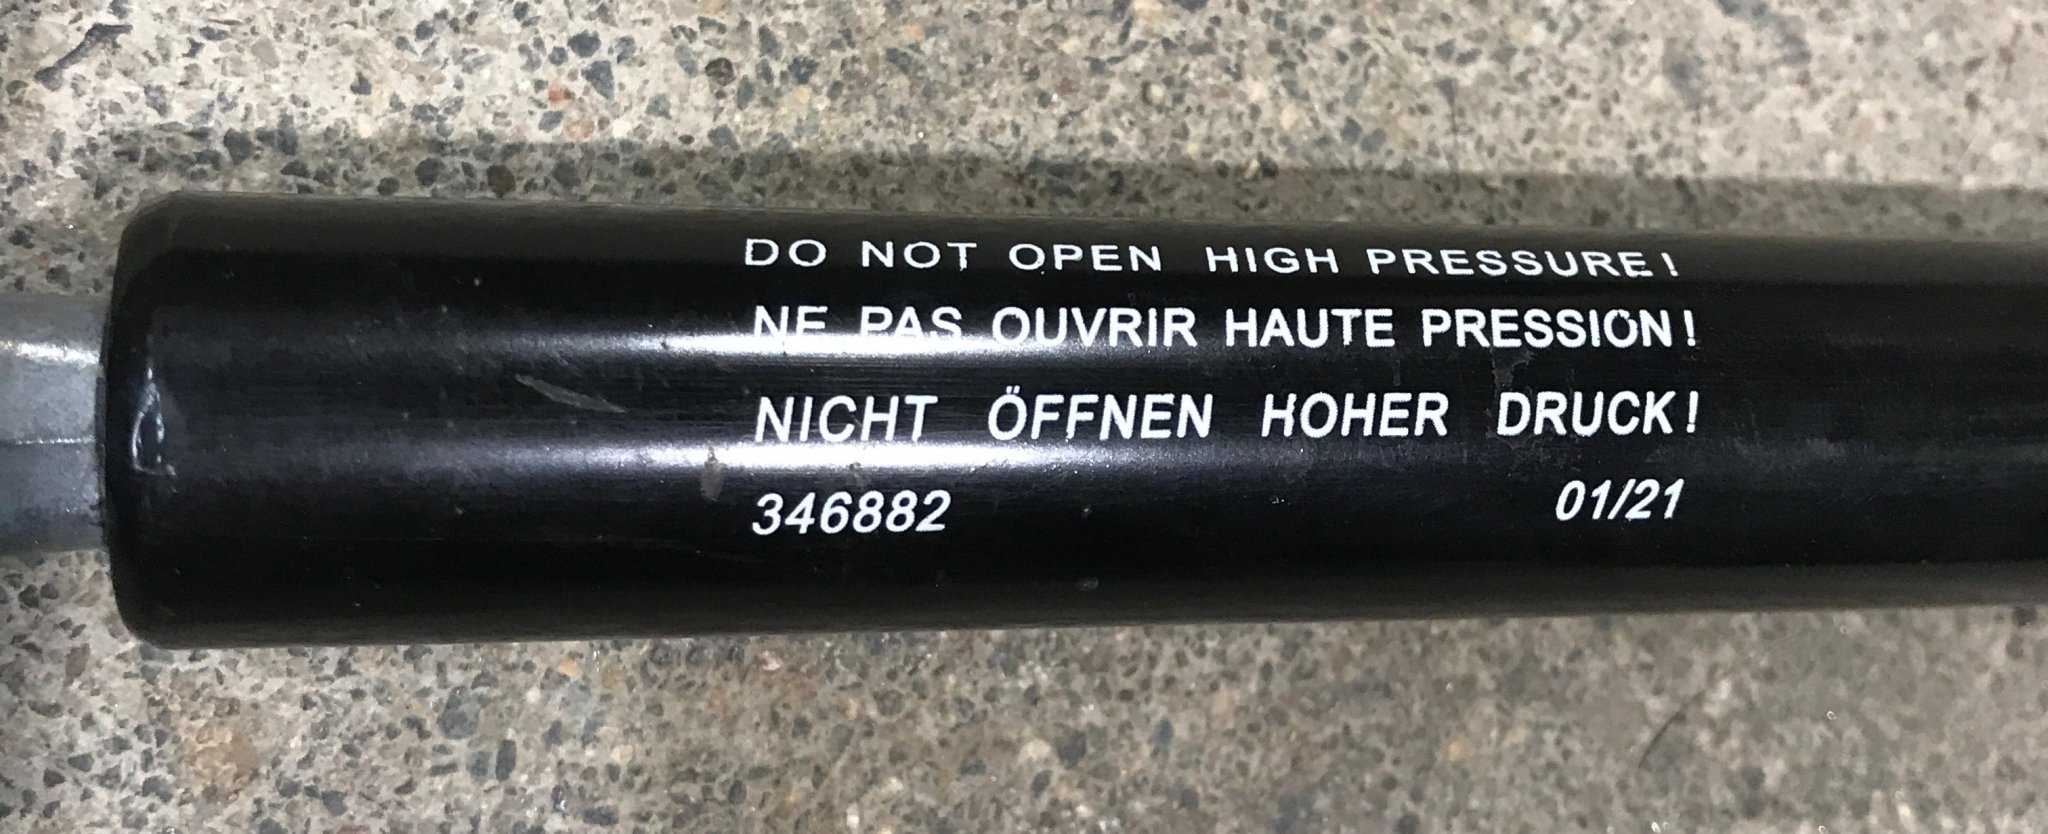 DO NOT OPEN HIGH PRESSURE!
NE PAS OUVRIR HAUTE PRESSION!
NICHT ÖFFNEN HOHER DRUCK!
346882 01/21